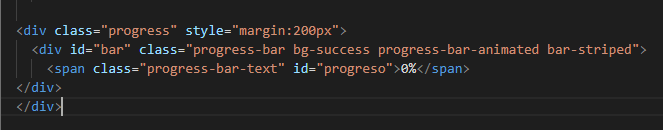 <div class="progress" style="margin:200px">
<div id="bar" class="progress-bar bg-success progress-bar-animated bar-striped">
<span class="progress-bar-text" id="progreso">0%</span>
</div>
</div>